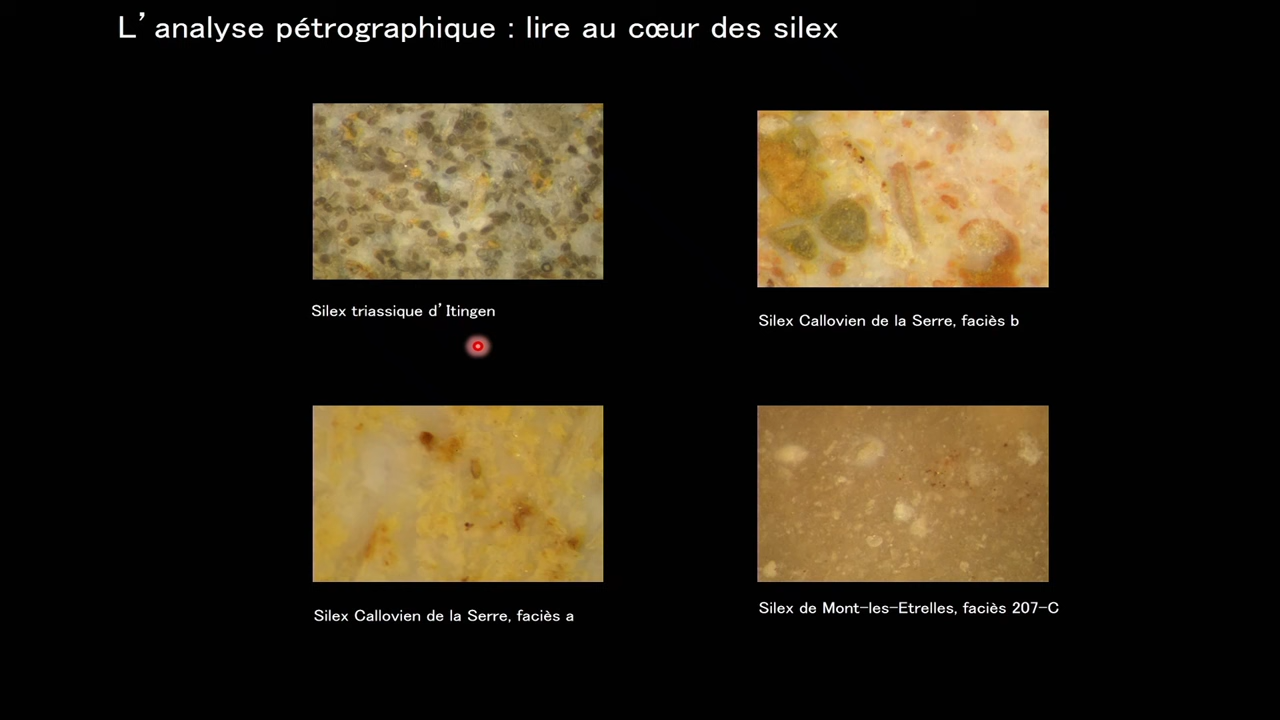 L’analyse pétrographique : lire au cœur des silex
Silex triassique d’Itingen
Silex Callovien de la Serre, faciès b
Silex Callovien de la Serre, faciès a
Silex de Mont-les-Etrelles, faciès 207-C